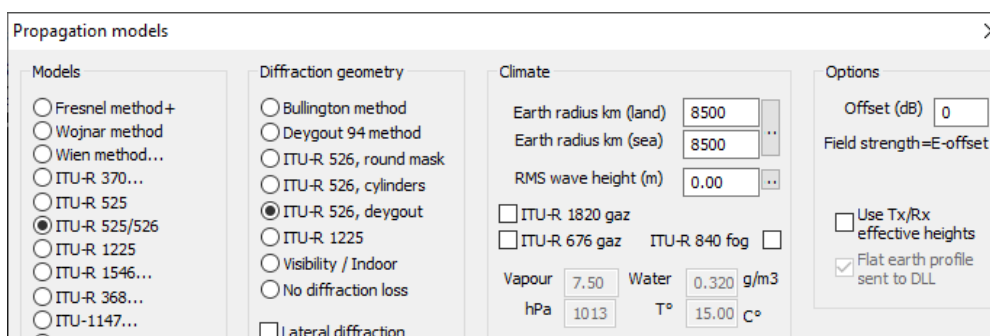 Propagation models
Models
Fresnel method+
Wojnar method
Wien method...
ITU-R 370...
ITU-R 525
ITU-R 525/526
ITU-R 1225
ITU-R 1546...
ITU-R 368...
ITU-1147...
Diffraction geometry
Bullington method
Deygout 94 method
ITU-R 526, round mask
ITU-R 526, cylinders
ITU-R 526, deygout
ITU-R 1225
Visibility / Indoor
No diffraction loss
Lateral diffraction
Climate
Earth radius km (land) 8500
Earth radius km (sea) 8500
..
RMS wave height (m) 0.00 ..
ITU-R 1820 gaz
ITU-R 676 gaz ITU-R 840 fog
Vapour 7.50 Water 0.320 g/m3
hPa 1013 T° 15.00 C°
Options
Offset (dB) 0
Field strength=E-offset
Use Tx/Rx
effective heights
Flat earth profile
sent to DLL